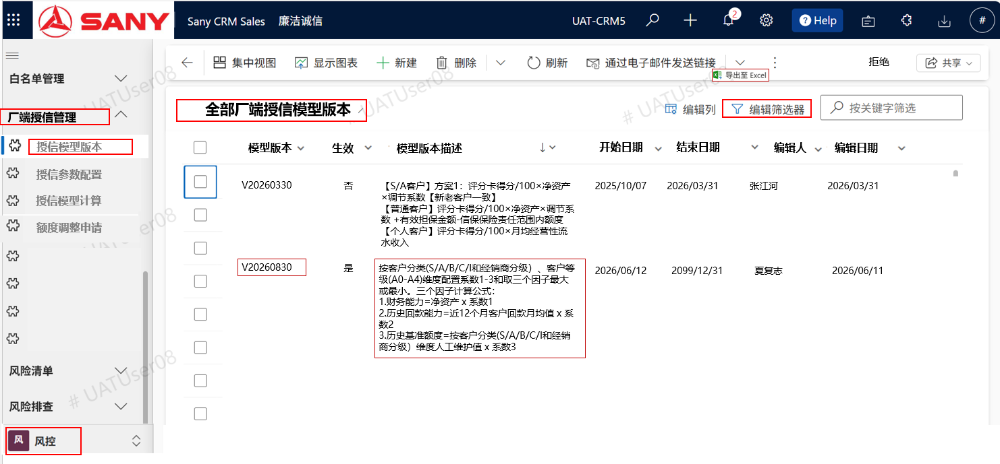 SANY
Sany CRM Sales 廉洁诚信
UAT-CRM5
2
Help
#
白名单管理
厂端授信管理
授信模型版本
授信参数配置
授信模型计算
额度调整申请
风险清单
风险排查
风 风控
集中视图 显示图表 新建 删除 刷新 通过电子邮件发送链接 拒绝 共享
导出至 Excel
全部厂端授信模型版本 编辑列 编辑筛选器 按关键字筛选
模型版本 生效 模型版本描述 开始日期 结束日期 编辑人 编辑日期
V20260330 否
【S/A客户】方案1：评分卡得分/100×净资产
×调节系数【新老客户一致】
【普通客户】评分卡得分/100×净资产×调节系
数 +有效担保金额-信保保险责任范围内额度
【个人客户】评分卡得分/100×月均经营性流
水收入
2025/10/07 2026/03/31 张江河 2026/03/31
V20260830 是
按客户分类(S/A/B/C/I和经销商分级）、客户等
级(A0-A4)维度配置系数1-3和取三个因子最大
或最小。三个因子计算公式：
1.财务能力=净资产 x 系数1
2.历史回款能力=近12个月客户回款月均值 x 系
数2
3.历史基准额度=按客户分类(S/A/B/C/I和经销
商分级）维度人工维护值 x 系数3
2026/06/12 2099/12/31 夏复志 2026/06/11
# UATUser08
# UATUser08
# UATUser08